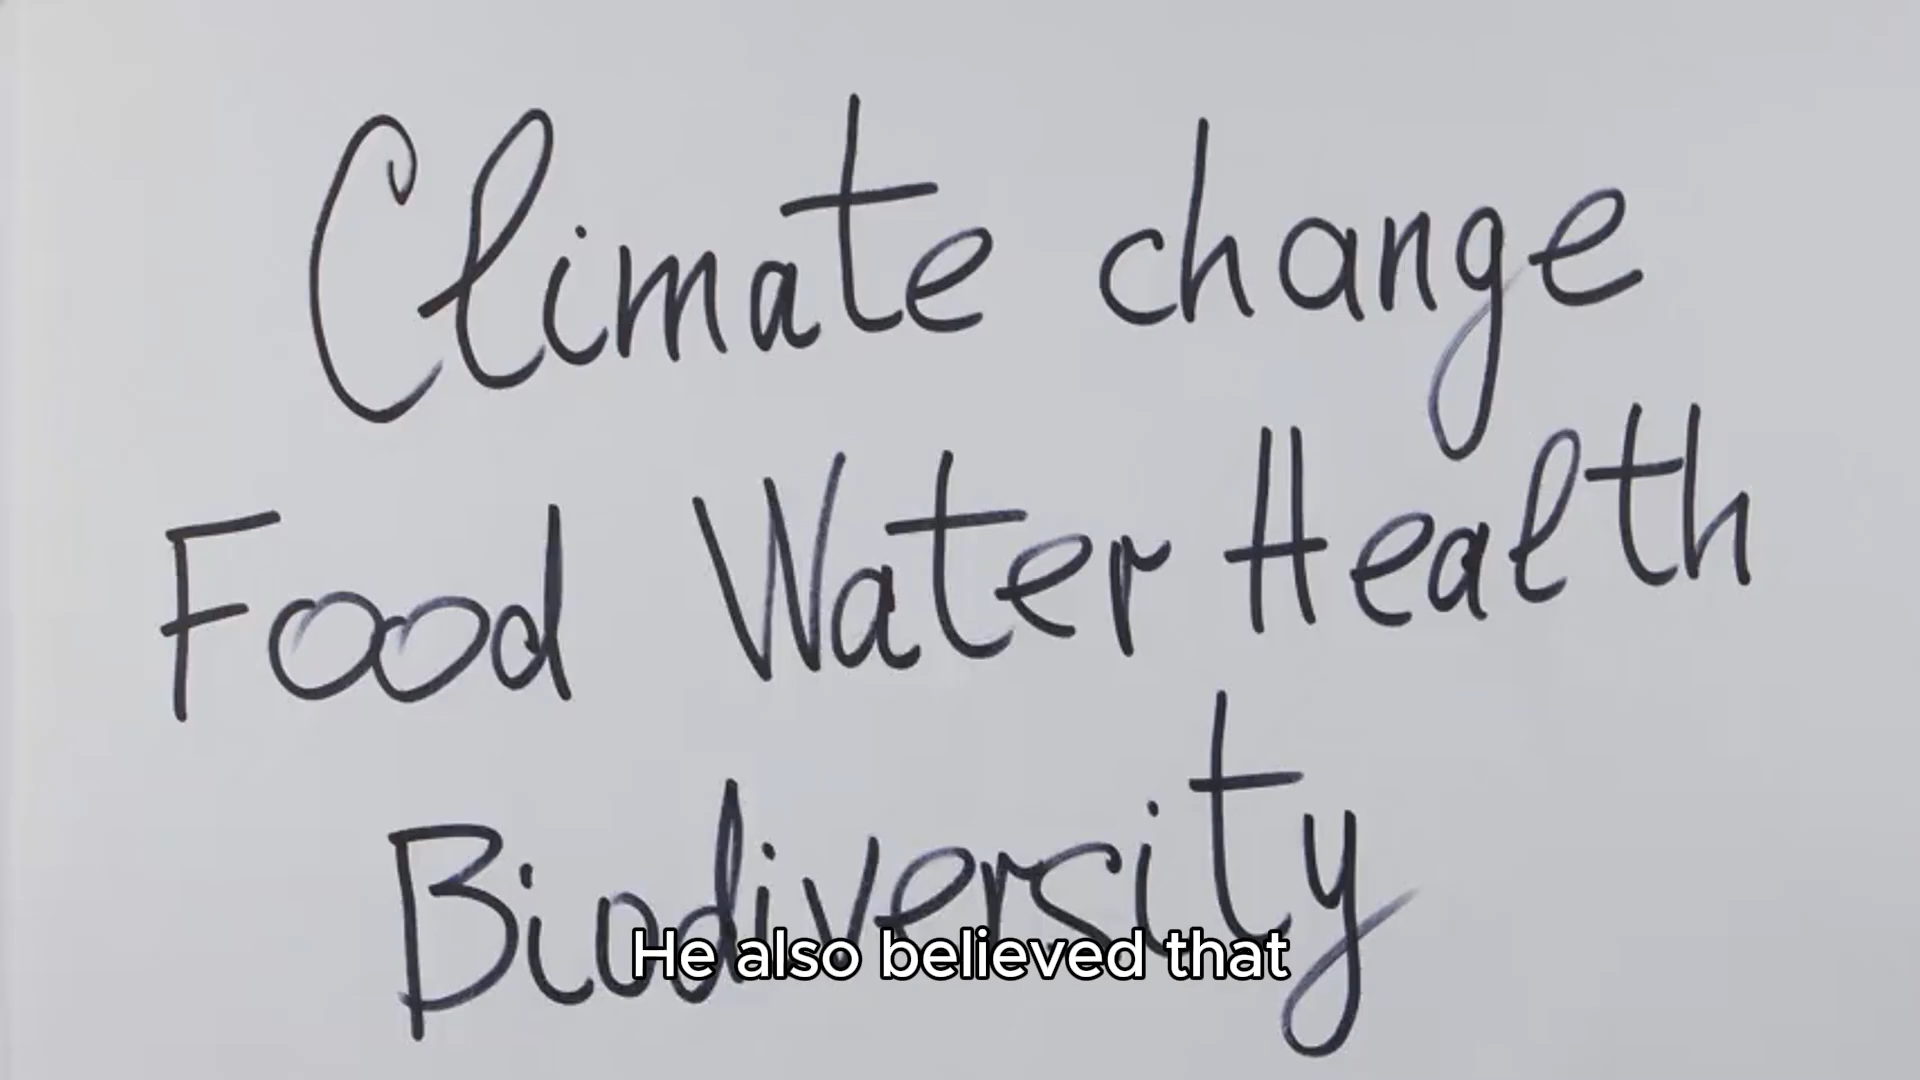 Climate change
Food Water Health
Biodiversity
He also believed that